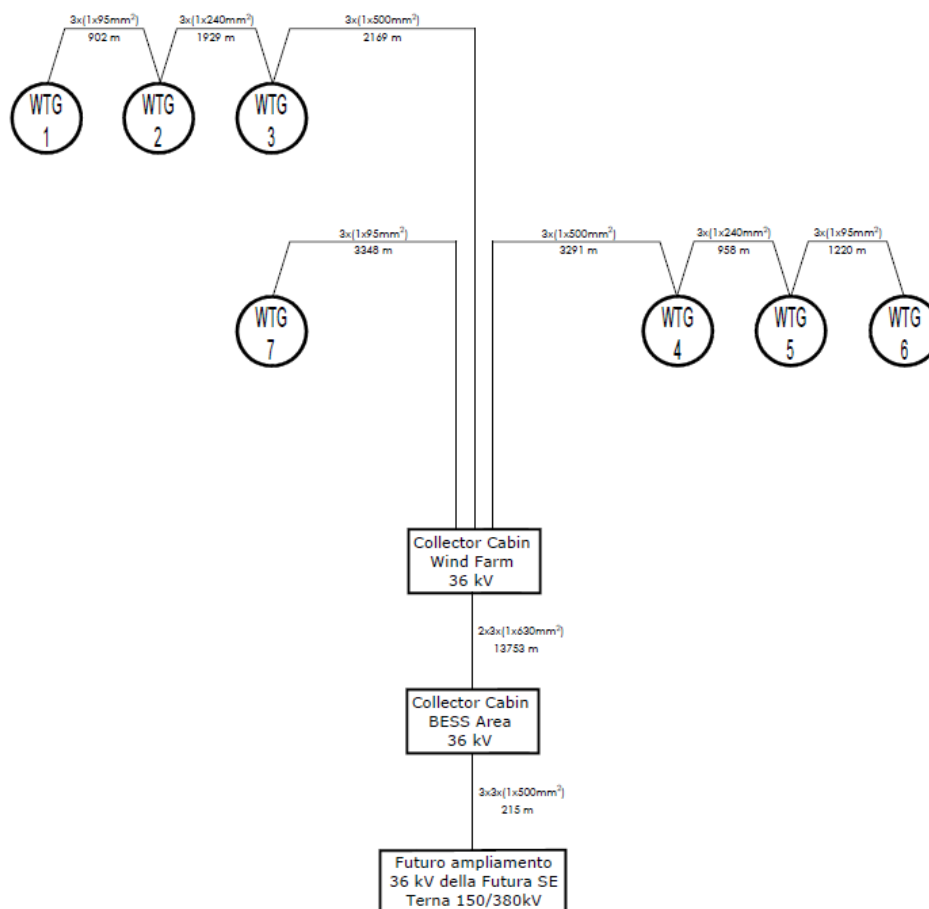 3x(1x95mm²)
902 m
3x(1x240mm²)
1929 m
3x(1x500mm²)
2169 m
WTG
1
WTG
2
WTG
3
3x(1x95mm²)
3348 m
3x(1x500mm²)
3291 m
3x(1x240mm²)
958 m
3x(1x95mm²)
1220 m
WTG
7
WTG
4
WTG
5
WTG
6
Collector Cabin
Wind Farm
36 kV
2x3x(1x630mm²)
13753 m
Collector Cabin
BESS Area
36 kV
3x3x(1x500mm²)
215 m
Futuro ampliamento
36 kV della Futura SE
Terna 150/380kV